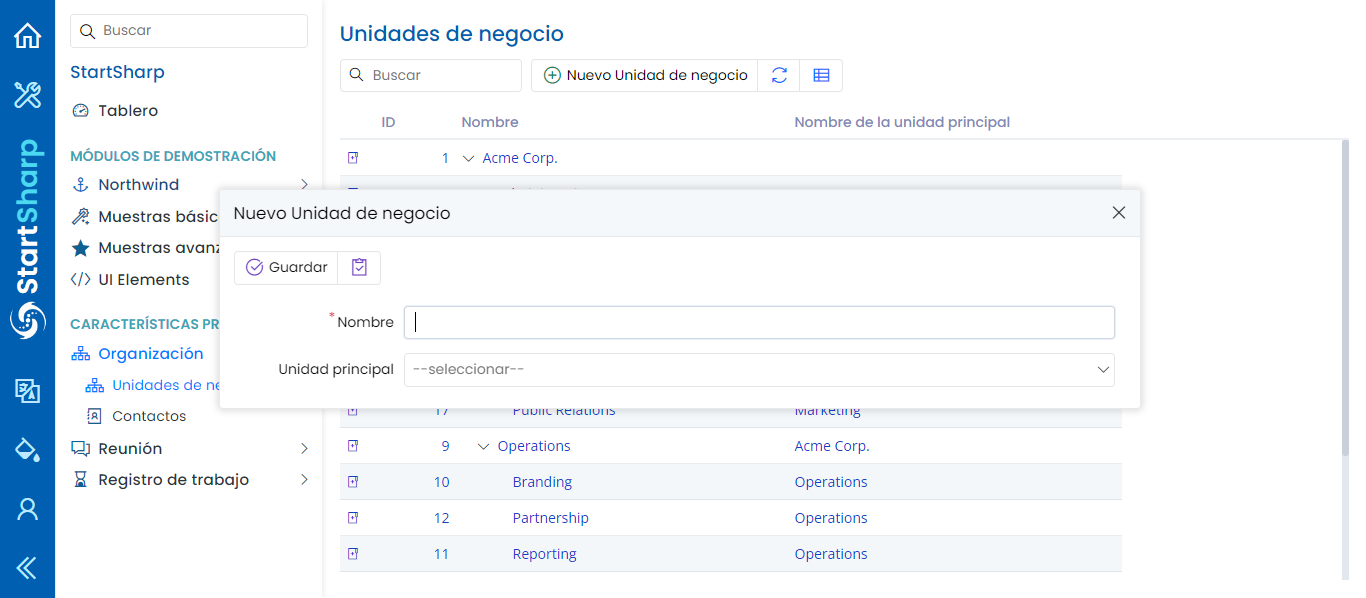 StartSharp
Buscar
StartSharp
Tablero
MÓDULOS DE DEMOSTRACIÓN
Northwind
Muestras básic
Muestras avanz
UI Elements
CARACTERÍSTICAS PR
Organización
Unidades de ne
Contactos
Reunión
Registro de trabajo
Unidades de negocio
Buscar
Nuevo Unidad de negocio
ID Nombre Nombre de la unidad principal
1 Acme Corp.
Nuevo Unidad de negocio
Guardar
*Nombre
Unidad principal --seleccionar--
17 Public Relations Marketing
9 Operations Acme Corp.
10 Branding Operations
12 Partnership Operations
11 Reporting Operations